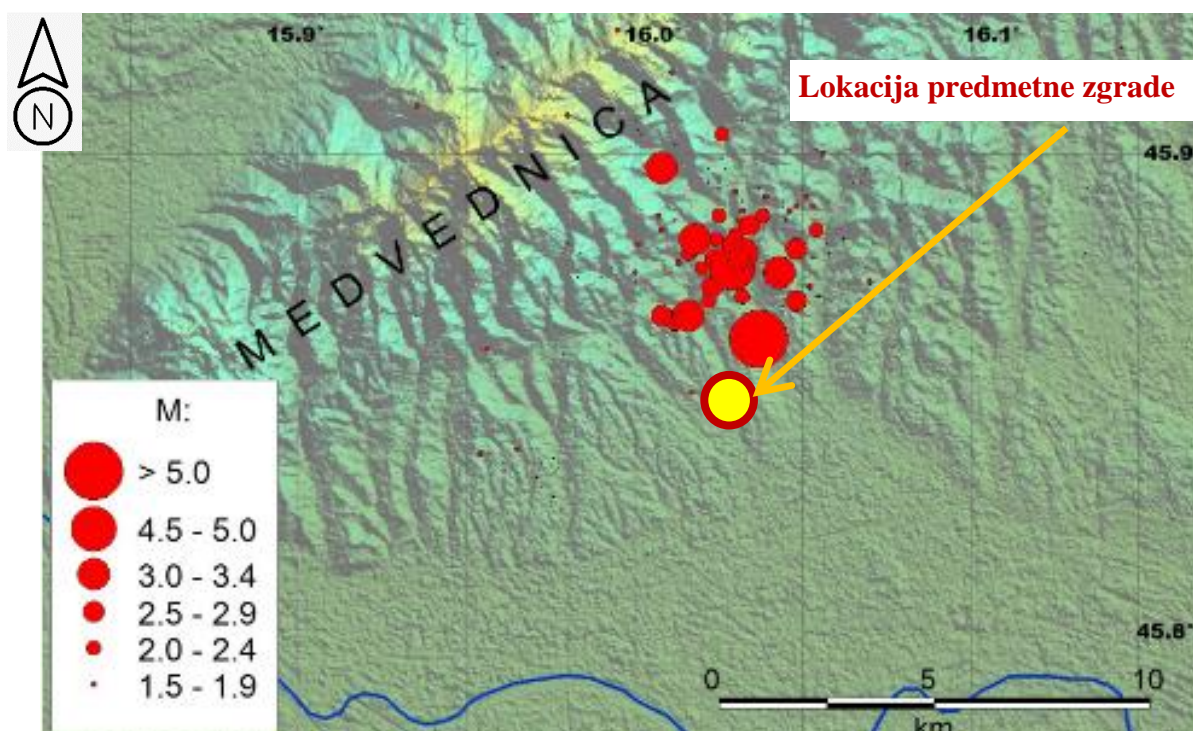 15.9°
16.0°
16.1°
N
Lokacija predmetne zgrade
45.9
MEDVEDNICA
M:
> 5.0
4.5 - 5.0
3.0 - 3.4
2.5 - 2.9
2.0 - 2.4
1.5 - 1.9
45.8°
0 5 10
km